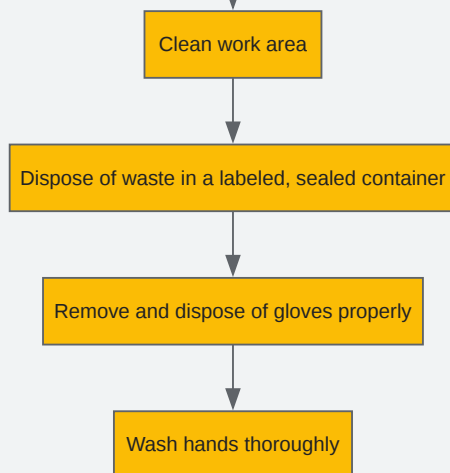 Clean work area
Dispose of waste in a labeled, sealed container
Remove and dispose of gloves properly
Wash hands thoroughly